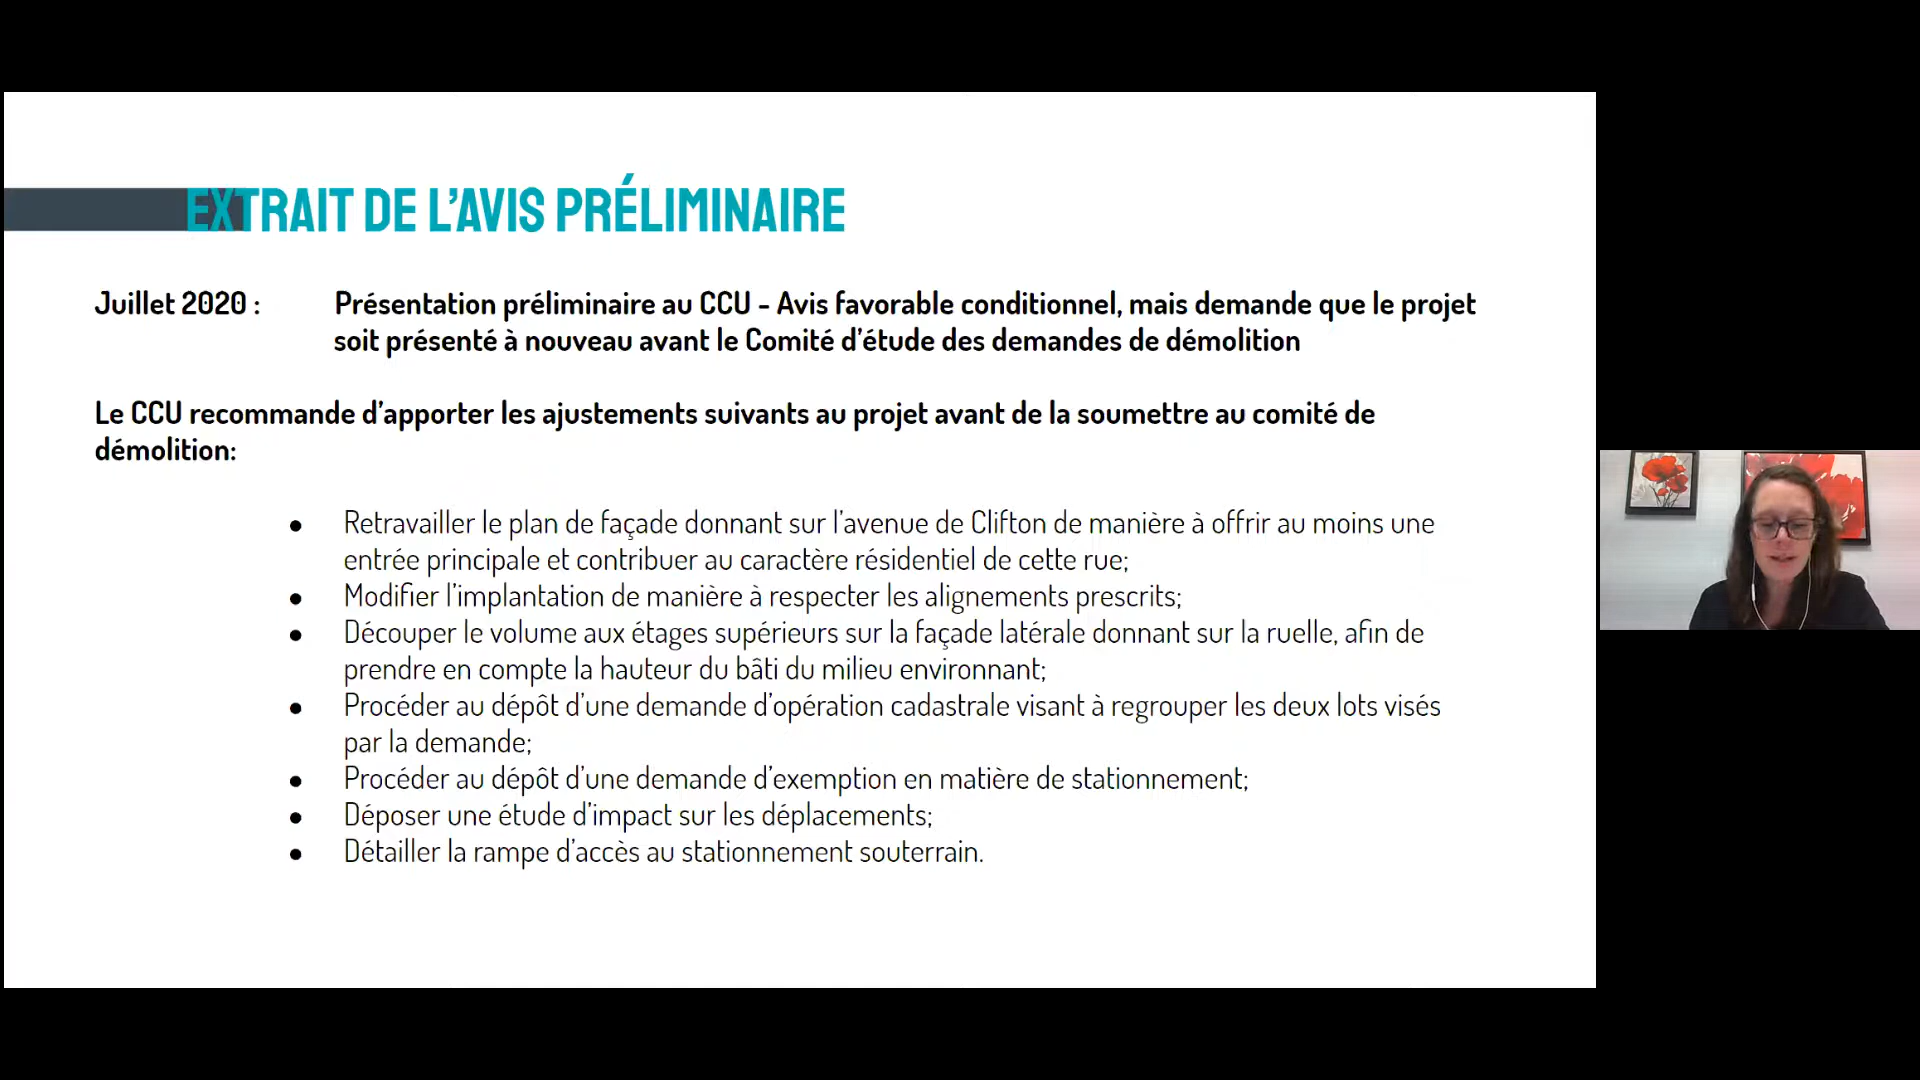 EXTRAIT DE L'AVIS PRÉLIMINAIRE
Juillet 2020 : Présentation préliminaire au CCU - Avis favorable conditionnel, mais demande que le projet
soit présenté à nouveau avant le Comité d'étude des demandes de démolition
Le CCU recommande d'apporter les ajustements suivants au projet avant de la soumettre au comité de
démolition:
● Retravailler le plan de façade donnant sur l'avenue de Clifton de manière à offrir au moins une
entrée principale et contribuer au caractère résidentiel de cette rue;
● Modifier l'implantation de manière à respecter les alignements prescrits;
● Découper le volume aux étages supérieurs sur la façade latérale donnant sur la ruelle, afin de
prendre en compte la hauteur du bâti du milieu environnant;
● Procéder au dépôt d'une demande d'opération cadastrale visant à regrouper les deux lots visés
par la demande;
● Procéder au dépôt d'une demande d'exemption en matière de stationnement;
● Déposer une étude d'impact sur les déplacements;
● Détailler la rampe d'accès au stationnement souterrain.